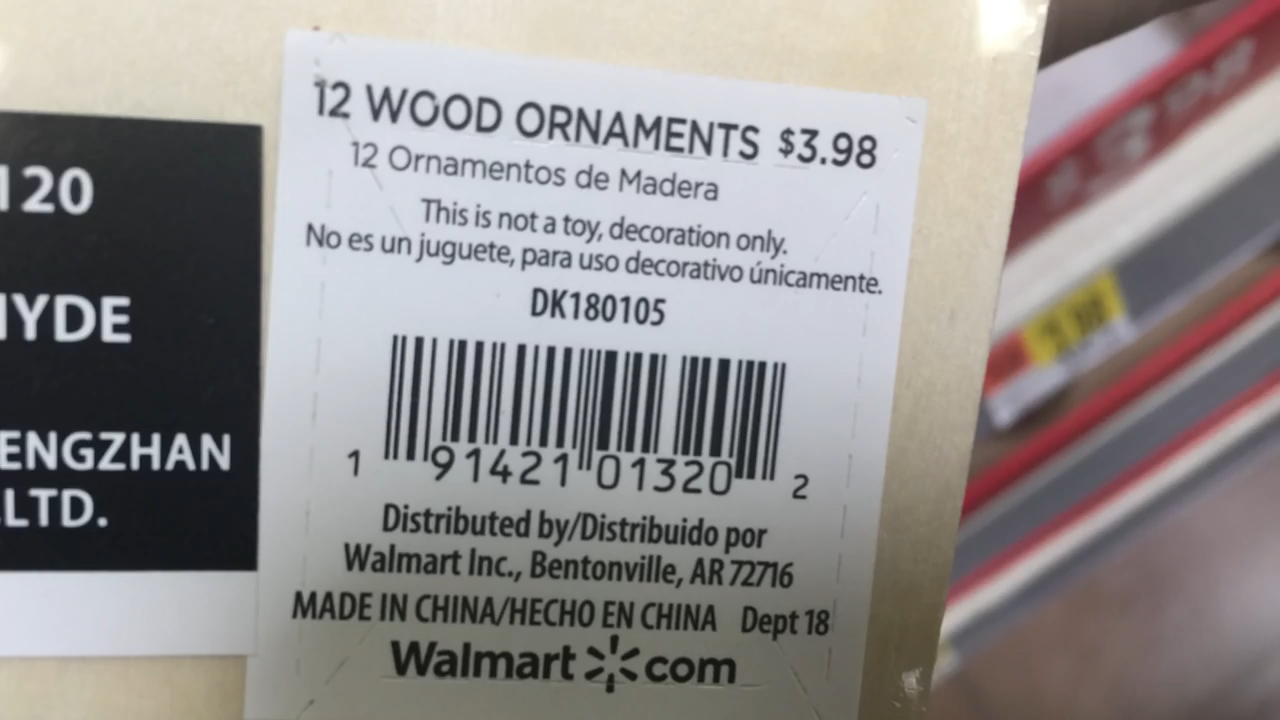 120
HYDE
ENGZHAN
LTD.
12 WOOD ORNAMENTS $3.98
12 Ornamentos de Madera
This is not a toy, decoration only.
No es un juguete, para uso decorativo únicamente.
DK180105
1 91421 01320 2
Distributed by/Distribuido por
Walmart Inc., Bentonville, AR 72716
MADE IN CHINA/HECHO EN CHINA Dept 18
Walmart com